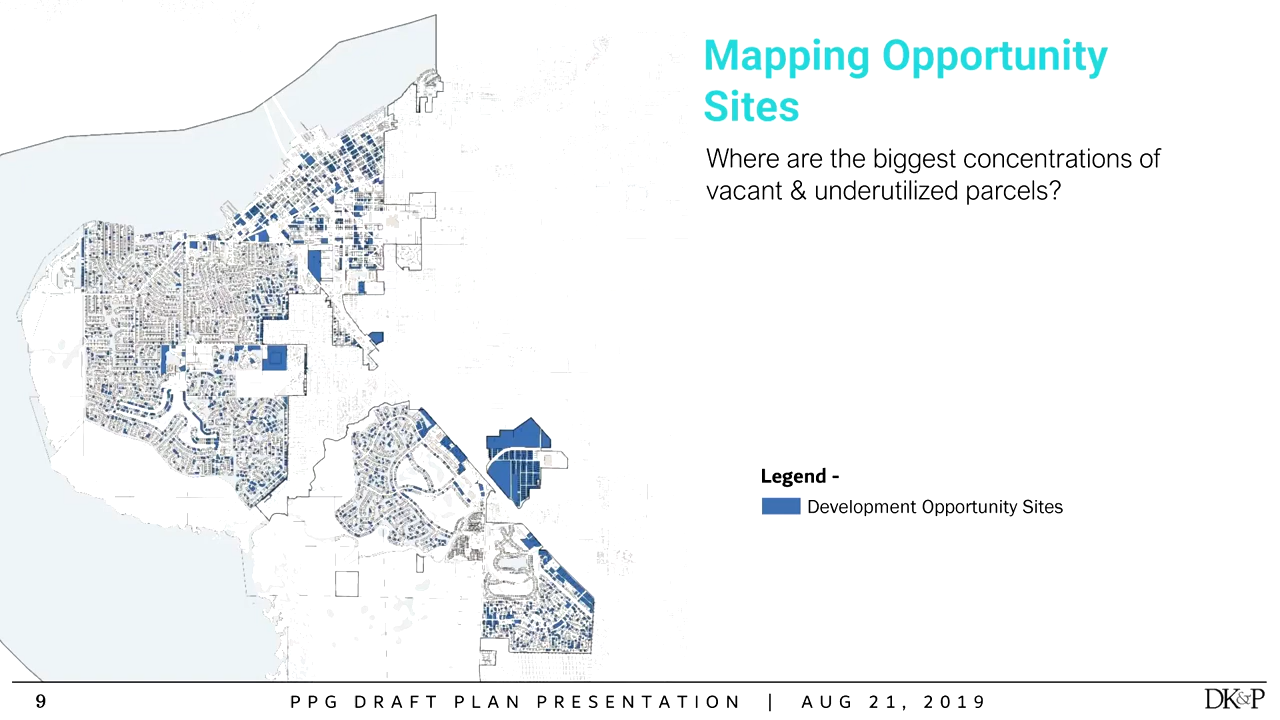 Mapping Opportunity
Sites
Where are the biggest concentrations of
vacant & underutilized parcels?
Legend -
Development Opportunity Sites
9
PPG DRAFT PLAN PRESENTATION | AUG 21, 2019
DK&P